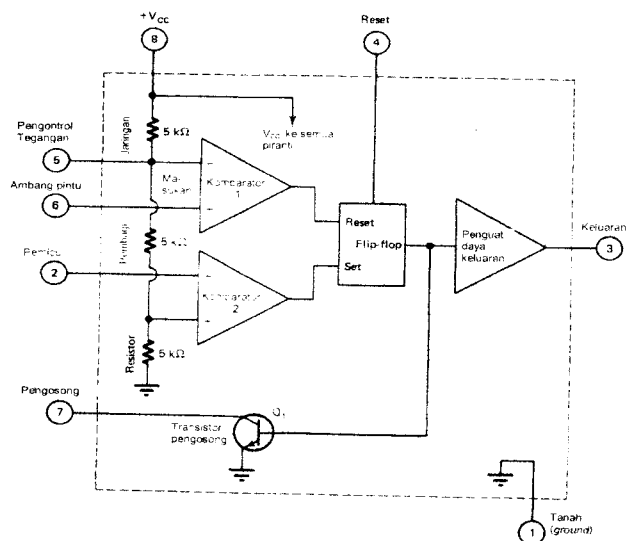 +VCC
8
Reset
4
Pengontrol
Tegangan
5
Jaringan
5 kΩ
VCC ke semua
piranti
Ma-
sukan
Komparator
1
Ambang pintu
6
Pembagi
5 kΩ
Reset
Flip-flop
Set
Penguat
daya
keluaran
Keluaran
3
Pemicu
2
Komparator
2
Resistor
5 kΩ
Pengosong
7
Q1
Transistor
pengosong
Tanah
(ground)
1